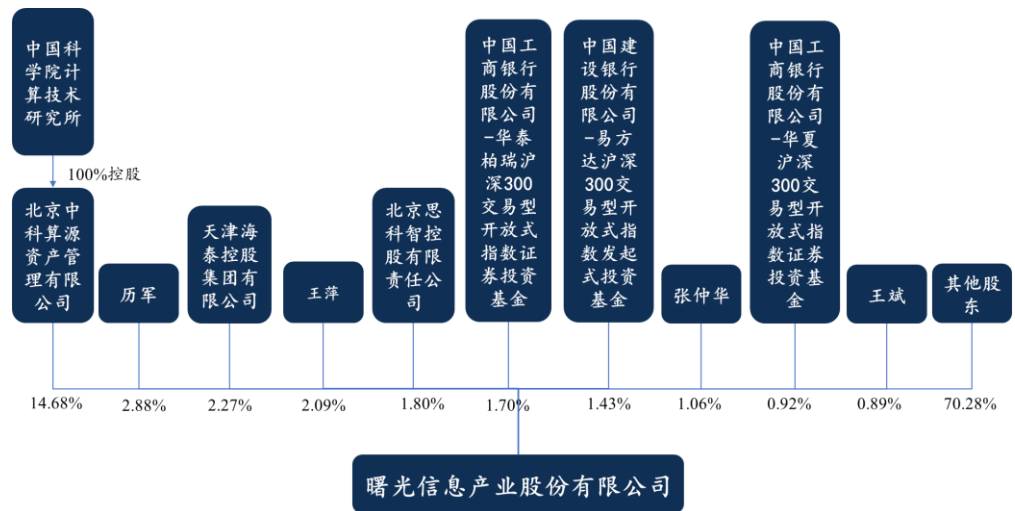 中国科
学院计
算技术
研究所
100%控股
北京中
科算源
资产管
理有限
公司
历军
天津海
泰控股
集团有
限公司
王萍
北京思
科智控
股有限
责任公
司
中国工
商银行
股份有
限公司
-华泰
柏瑞沪
深300
交易型
开放式
指数证
券投资
基金
中国建
设银行
股份有
限公司
-易方
达沪深
300交
易型开
放式指
数发起
式投资
基金
张仲华
中国工
商银行
股份有
限公司
-华夏
沪深
300交
易型开
放式指
数证券
投资基
金
王斌
其他股
东
14.68%
2.88%
2.27%
2.09%
1.80%
1.70%
1.43%
1.06%
0.92%
0.89%
70.28%
曙光信息产业股份有限公司